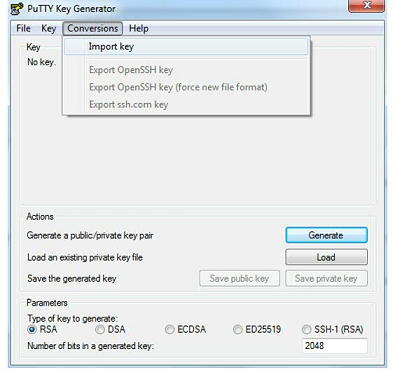 PuTTY Key Generator
File Key Conversions Help
Key
No key.
Import key
Export OpenSSH key
Export OpenSSH key (force new file format)
Export ssh.com key
Actions
Generate a public/private key pair
Generate
Load an existing private key file
Load
Save the generated key
Save public key
Save private key
Parameters
Type of key to generate:
RSA DSA ECDSA ED25519 SSH-1 (RSA)
Number of bits in a generated key:
2048